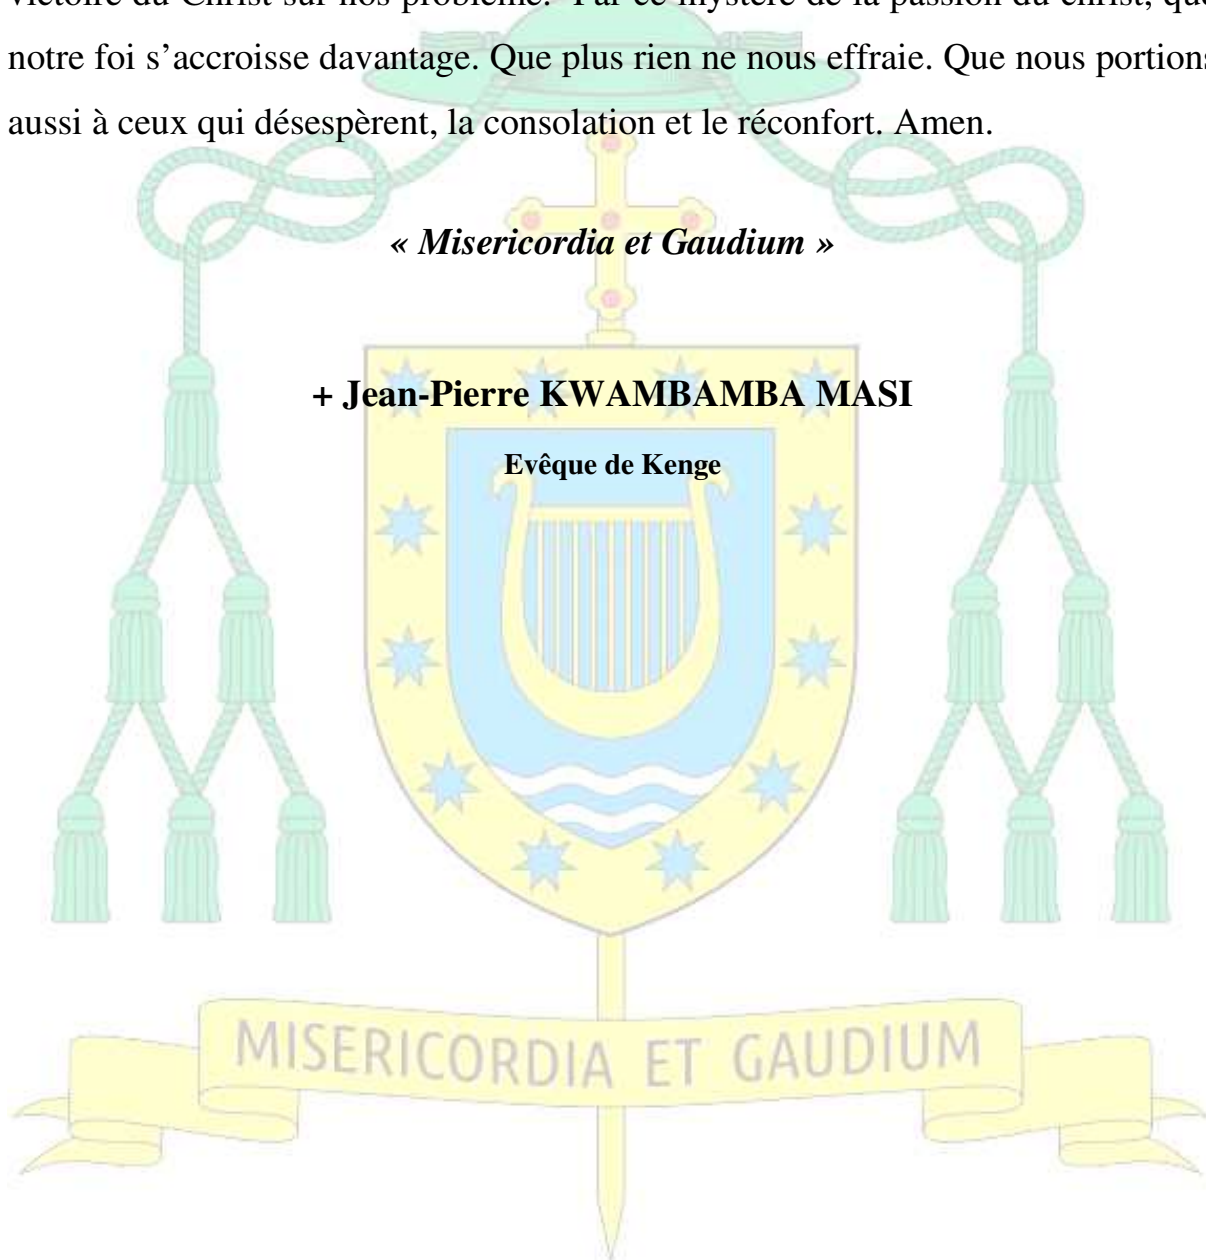 victoire du Christ sur nos problème. Par ce mystère de la passion du christ, que
notre foi s’accroisse davantage. Que plus rien ne nous effraie. Que nous portions
aussi à ceux qui désespèrent, la consolation et le réconfort. Amen.
« Misericordia et Gaudium »
+ Jean-Pierre KWAMBAMBA MASI
Evêque de Kenge
MISERICORDIA ET GAUDIUM